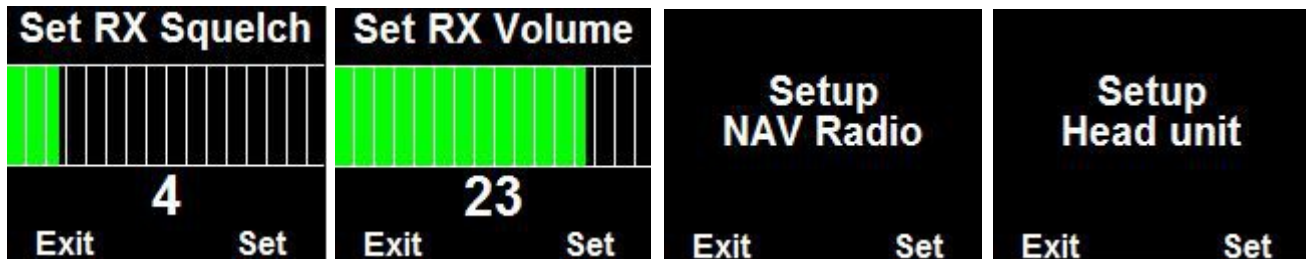 Set RX Squelch
4
Exit Set
Set RX Volume
23
Exit Set
Setup
NAV Radio
Exit Set
Setup
Head unit
Exit Set